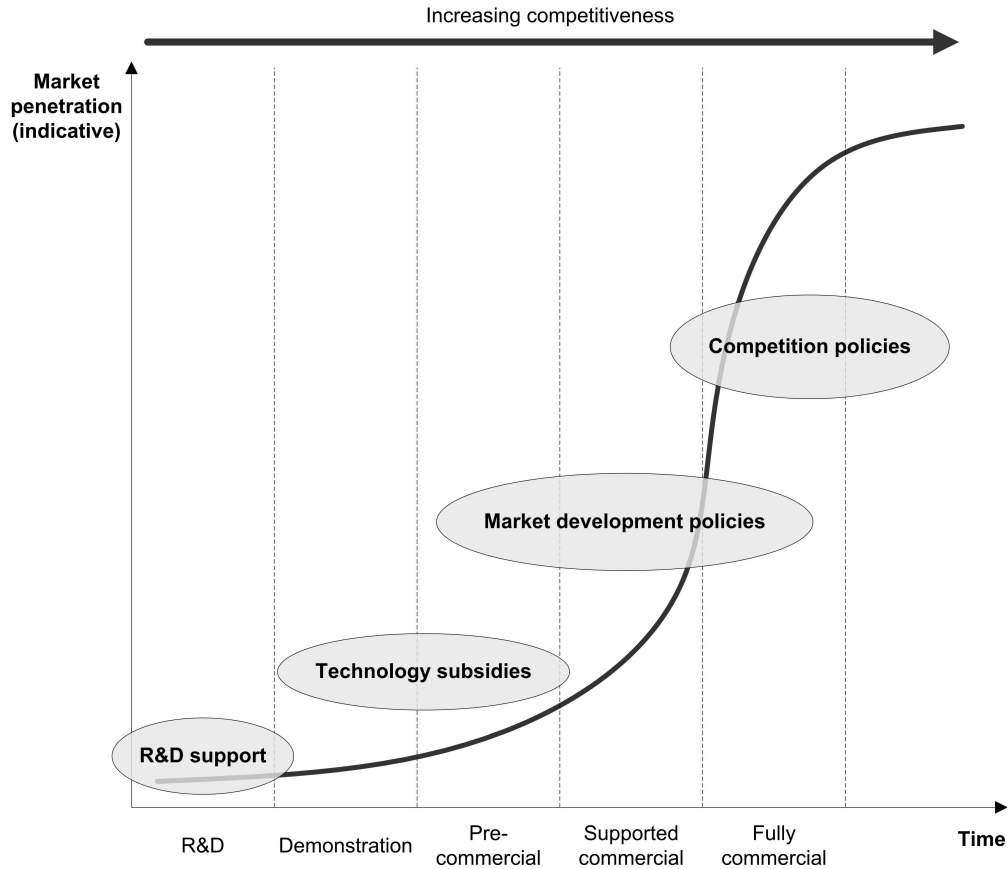 Increasing competitiveness
Market
penetration
(indicative)
Competition policies
Market development policies
Technology subsidies
R&D support
R&D
Demonstration
Pre-
commercial
Supported
commercial
Fully
commercial
Time